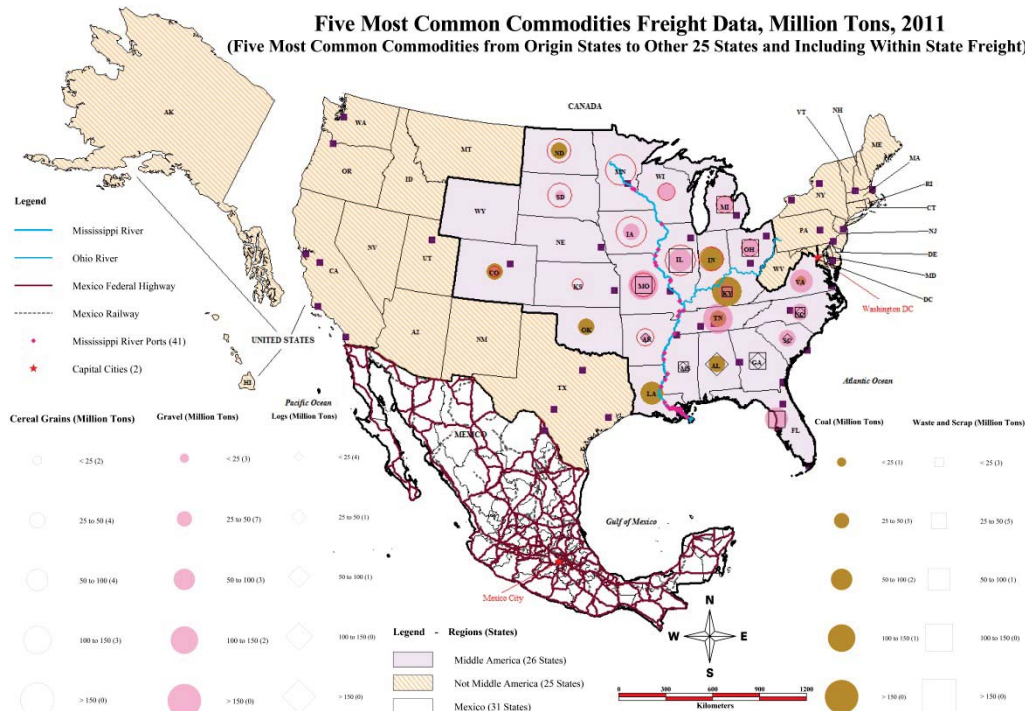 Five Most Common Commodities Freight Data, Million Tons, 2011
(Five Most Common Commodities from Origin States to Other 25 States and Including Within State Freight)
CANADA
AK
WA
MT
OR
ID
WY
NV
UT
CA
AI
NM
CO
ND
SD
NE
KS
OK
TX
MN
WI
IA
MO
AR
LA
IL
MI
IN
OH
KY
TN
AL
GA
FL
SC
VA
WV
PA
NY
VT
NH
ME
MA
RI
CT
NJ
DE
MD
DC
Washington DC
HI
UNITED STATES
MEXICO
Mexico City
Pacific Ocean
Atlantic Ocean
Gulf of Mexico
Legend
Mississippi River
Ohio River
Mexico Federal Highway
Mexico Railway
Mississippi River Ports (41)
Capital Cities (2)
Cereal Grains (Million Tons)
< 25 (2)
25 to 50 (4)
50 to 100 (4)
100 to 150 (3)
> 150 (0)
Gravel (Million Tons)
< 25 (3)
25 to 50 (7)
50 to 100 (3)
100 to 150 (2)
> 150 (0)
Logs (Million Tons)
< 25 (4)
25 to 50 (1)
50 to 100 (1)
100 to 150 (0)
> 150 (0)
Coal (Million Tons)
< 25 (1)
25 to 50 (5)
50 to 100 (2)
100 to 150 (1)
> 150 (0)
Waste and Scrap (Million Tons)
< 25 (3)
25 to 50 (5)
50 to 100 (1)
100 to 150 (0)
> 150 (0)
Legend - Regions (States)
Middle America (26 States)
Not Middle America (25 States)
Mexico (31 States)
N
W E
S
0 300 600 900 1200
Kilometers